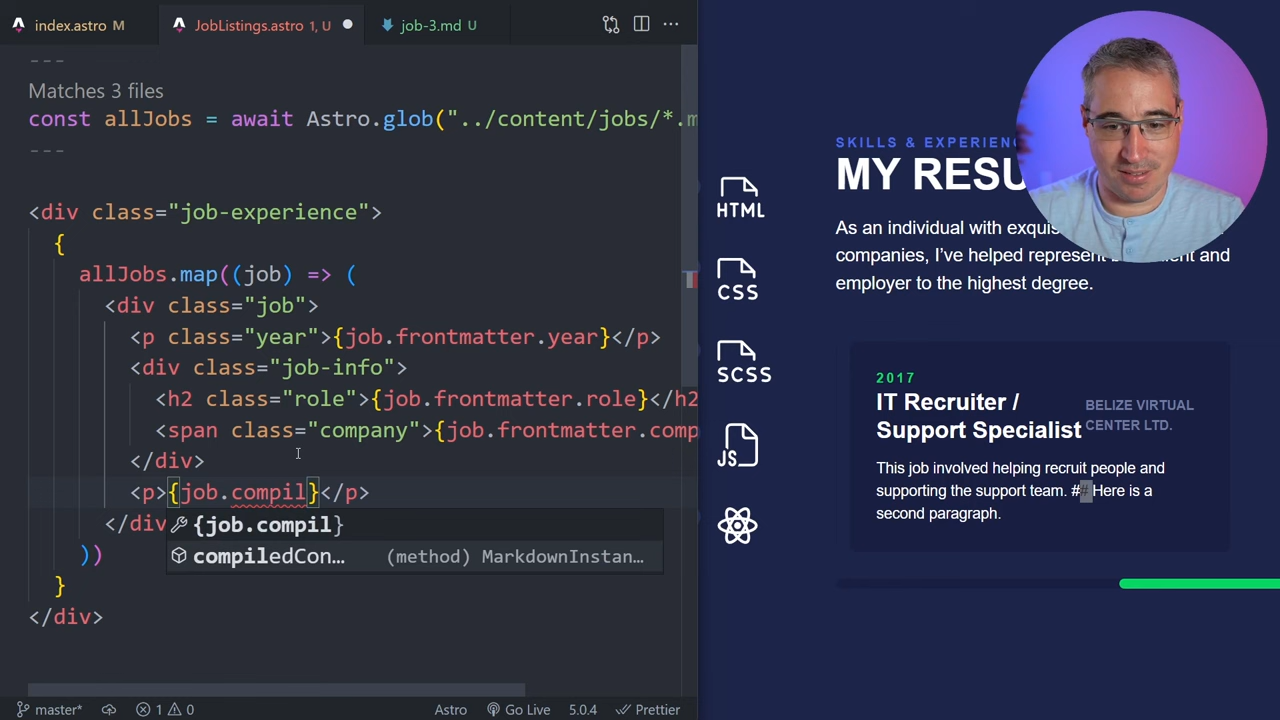 index.astro M
JobListings.astro 1, U
job-3.md U
---
Matches 3 files
const allJobs = await Astro.glob("../content/jobs/*.m
---
<div class="job-experience">
{
allJobs.map((job) => (
<div class="job">
<p class="year">{job.frontmatter.year}</p>
<div class="job-info">
<h2 class="role">{job.frontmatter.role}</h2
<span class="company">{job.frontmatter.comp
</div>
<p>{job.compil}</p>
</div
{job.compil}
compiledCon... (method) MarkdownInstan...
))
}
</div>
master* 1 0 Astro Go Live 5.0.4 Prettier
HTML
CSS
SCSS
JS
SKILLS & EXPERIENC
MY RESU
As an individual with exquis
companies, I've helped represent
and
employer to the highest degree.
2017
IT Recruiter /
Support Specialist
BELIZE VIRTUAL
CENTER LTD.
This job involved helping recruit people and
supporting the support team. ## Here is a
second paragraph.